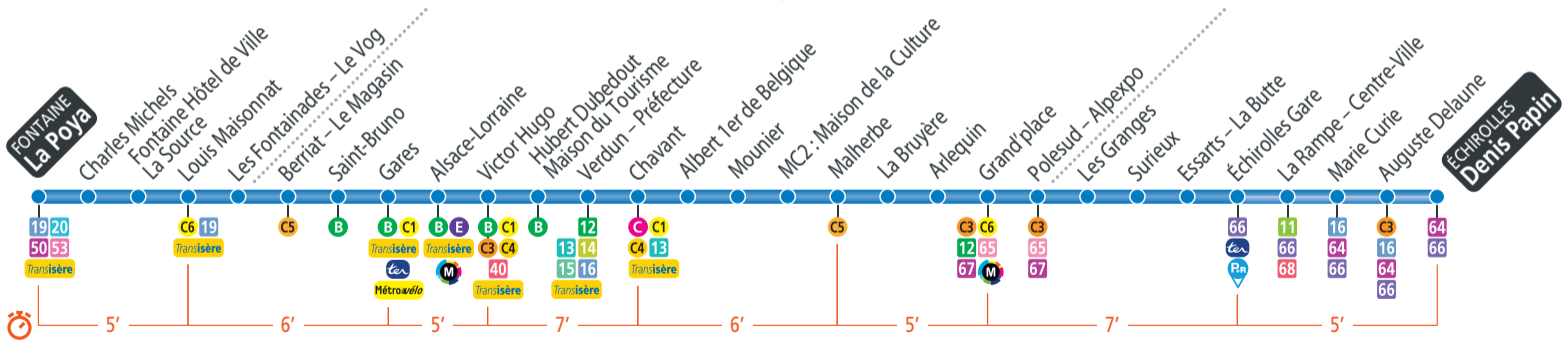 FONTAINE
La Poya
Charles Michels
Fontaine Hôtel de Ville
La Source
Louis Maisonnat
Les Fontainades – Le Vog
Berriat – Le Magasin
Saint-Bruno
Gares
Alsace-Lorraine
Victor Hugo
Hubert Dubedout
Maison du Tourisme
Verdun – Préfecture
Chavant
Albert 1er de Belgique
Mounier
MC2 : Maison de la Culture
Malherbe
La Bruyère
Arlequin
Grand'place
Polesud – Alpexpo
Les Granges
Surieux
Essarts – La Butte
Échirolles Gare
La Rampe – Centre-Ville
Marie Curie
Auguste Delaune
ÉCHIROLLES
Denis Papin
19 20
50 53
Transisère
C6 19
Transisère
C5
B
B C1
Transisère
ter
Métrovélo
B E
Transisère
M
B C1
C3 C4
40
Transisère
B
12
13 14
15 16
Transisère
C C1
C4 13
Transisère
C5
C3 C6
12 65
67 M
C3
65
67
66
ter
P+R
11
66
68
16
64
66
C3
16
64
66
64
66
5’ 6’ 5’ 7’ 6’ 5’ 7’ 5’